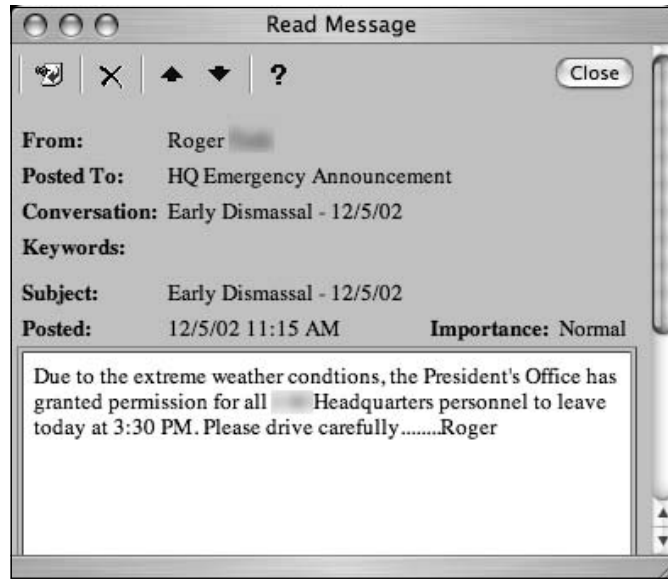 Read Message
?
Close
From: Roger
Posted To: HQ Emergency Announcement
Conversation: Early Dismassal - 12/5/02
Keywords:
Subject: Early Dismassal - 12/5/02
Posted: 12/5/02 11:15 AM Importance: Normal
Due to the extreme weather condtions, the President's Office has
granted permission for all Headquarters personnel to leave
today at 3:30 PM. Please drive carefully........Roger